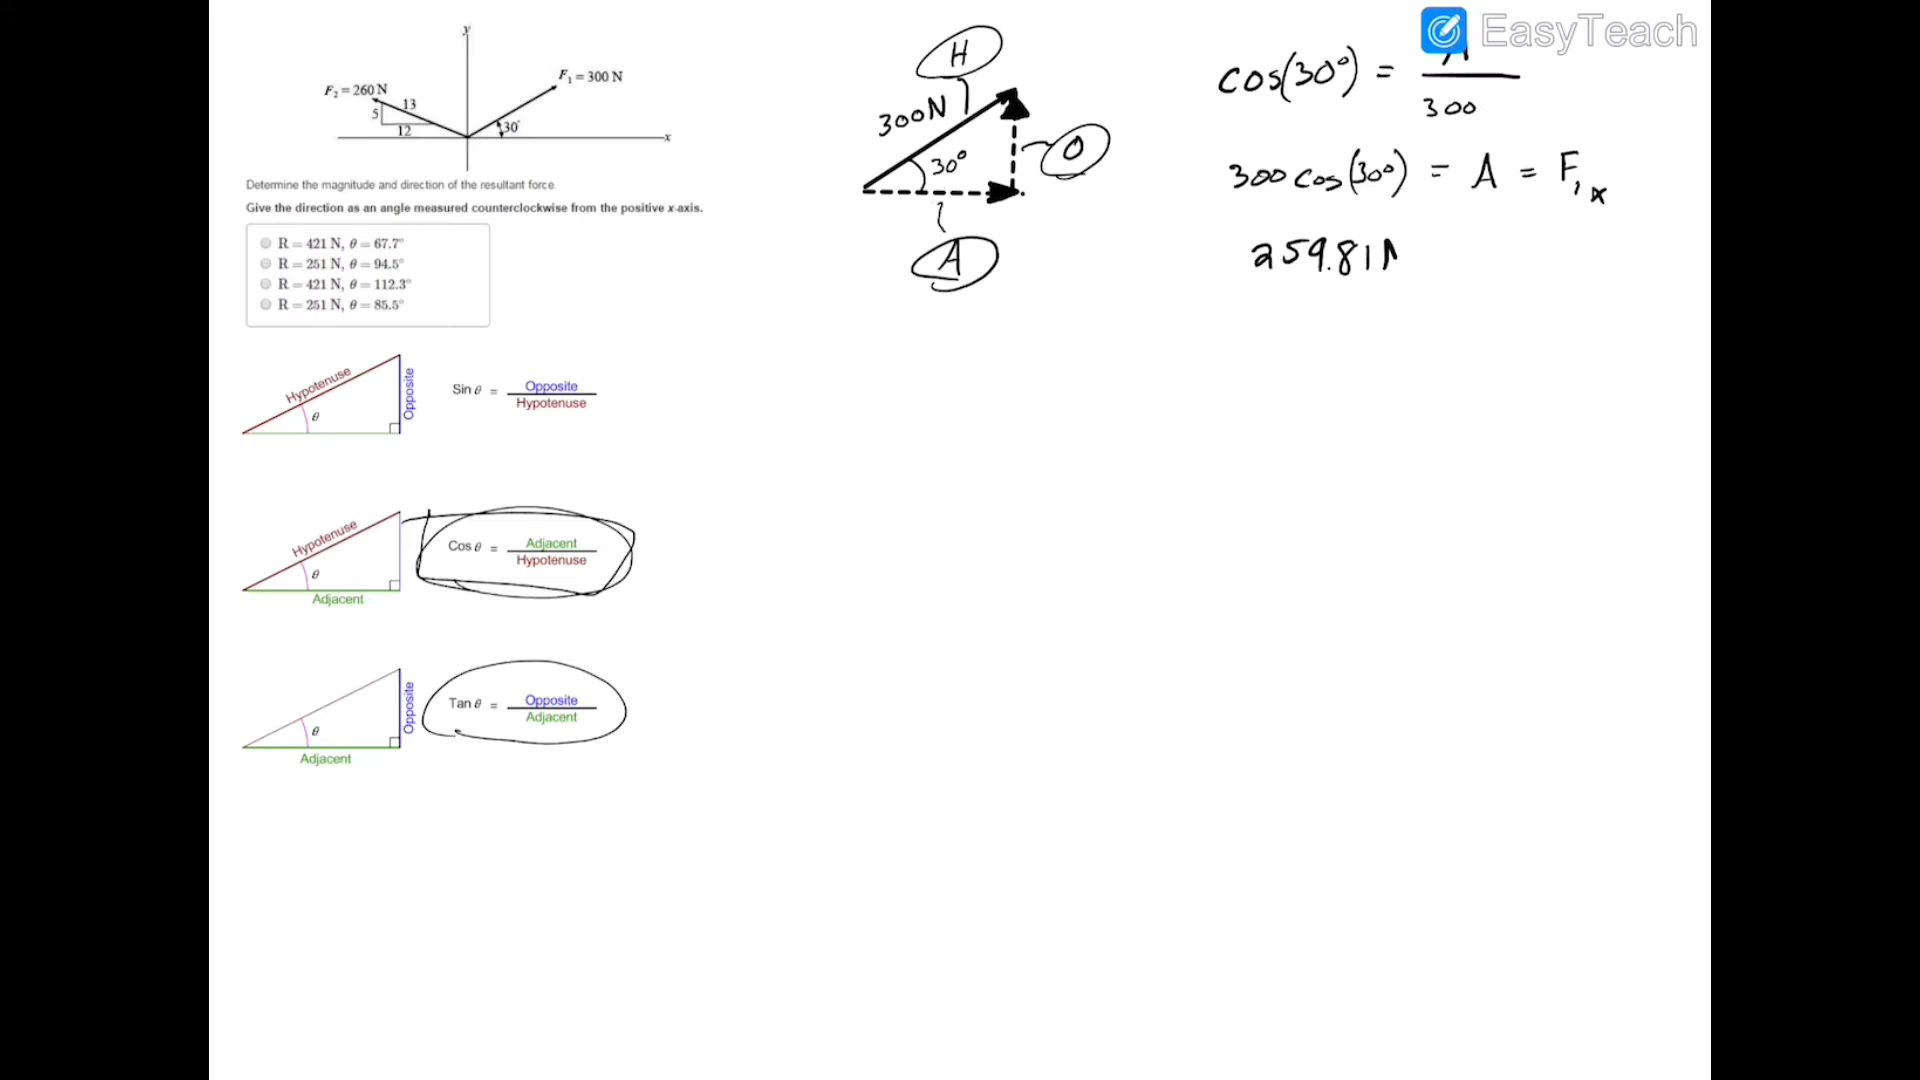 y
F₁ = 300 N
F₂ = 260 N
13
5
12
30°
x
Determine the magnitude and direction of the resultant force.
Give the direction as an angle measured counterclockwise from the positive x-axis.
R = 421 N, θ = 67.7°
R = 251 N, θ = 94.5°
R = 421 N, θ = 112.3°
R = 251 N, θ = 85.5°
Hypotenuse
Opposite
θ
Sin θ = Opposite / Hypotenuse
Hypotenuse
θ
Adjacent
Cos θ = Adjacent / Hypotenuse
Opposite
θ
Adjacent
Tan θ = Opposite / Adjacent
H
300N
30°
O
A
EasyTeach
cos(30°) = A / 300
300 cos(30°) = A = F₁ₓ
259.81 N